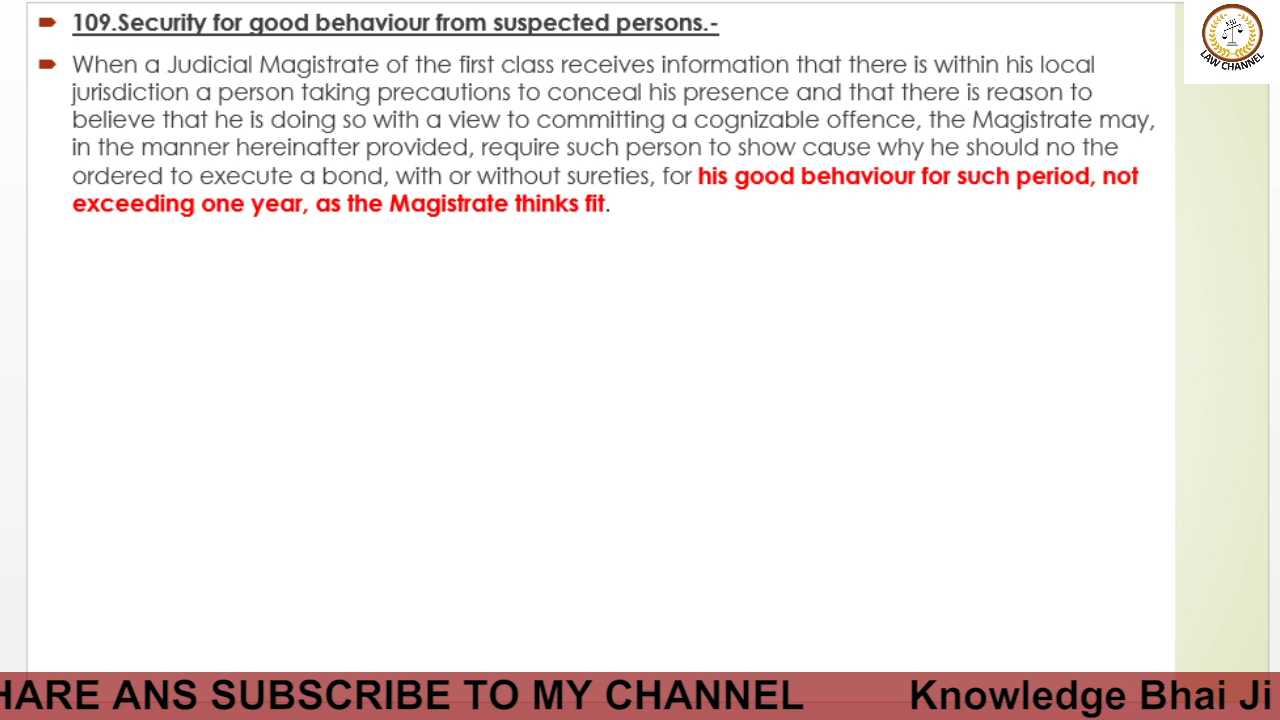 109.Security for good behaviour from suspected persons.-
When a Judicial Magistrate of the first class receives information that there is within his local
jurisdiction a person taking precautions to conceal his presence and that there is reason to
believe that he is doing so with a view to committing a cognizable offence, the Magistrate may,
in the manner hereinafter provided, require such person to show cause why he should no the
ordered to execute a bond, with or without sureties, for his good behaviour for such period, not
exceeding one year, as the Magistrate thinks fit.
LAW CHANNEL
HARE ANS SUBSCRIBE TO MY CHANNEL Knowledge Bhai Ji